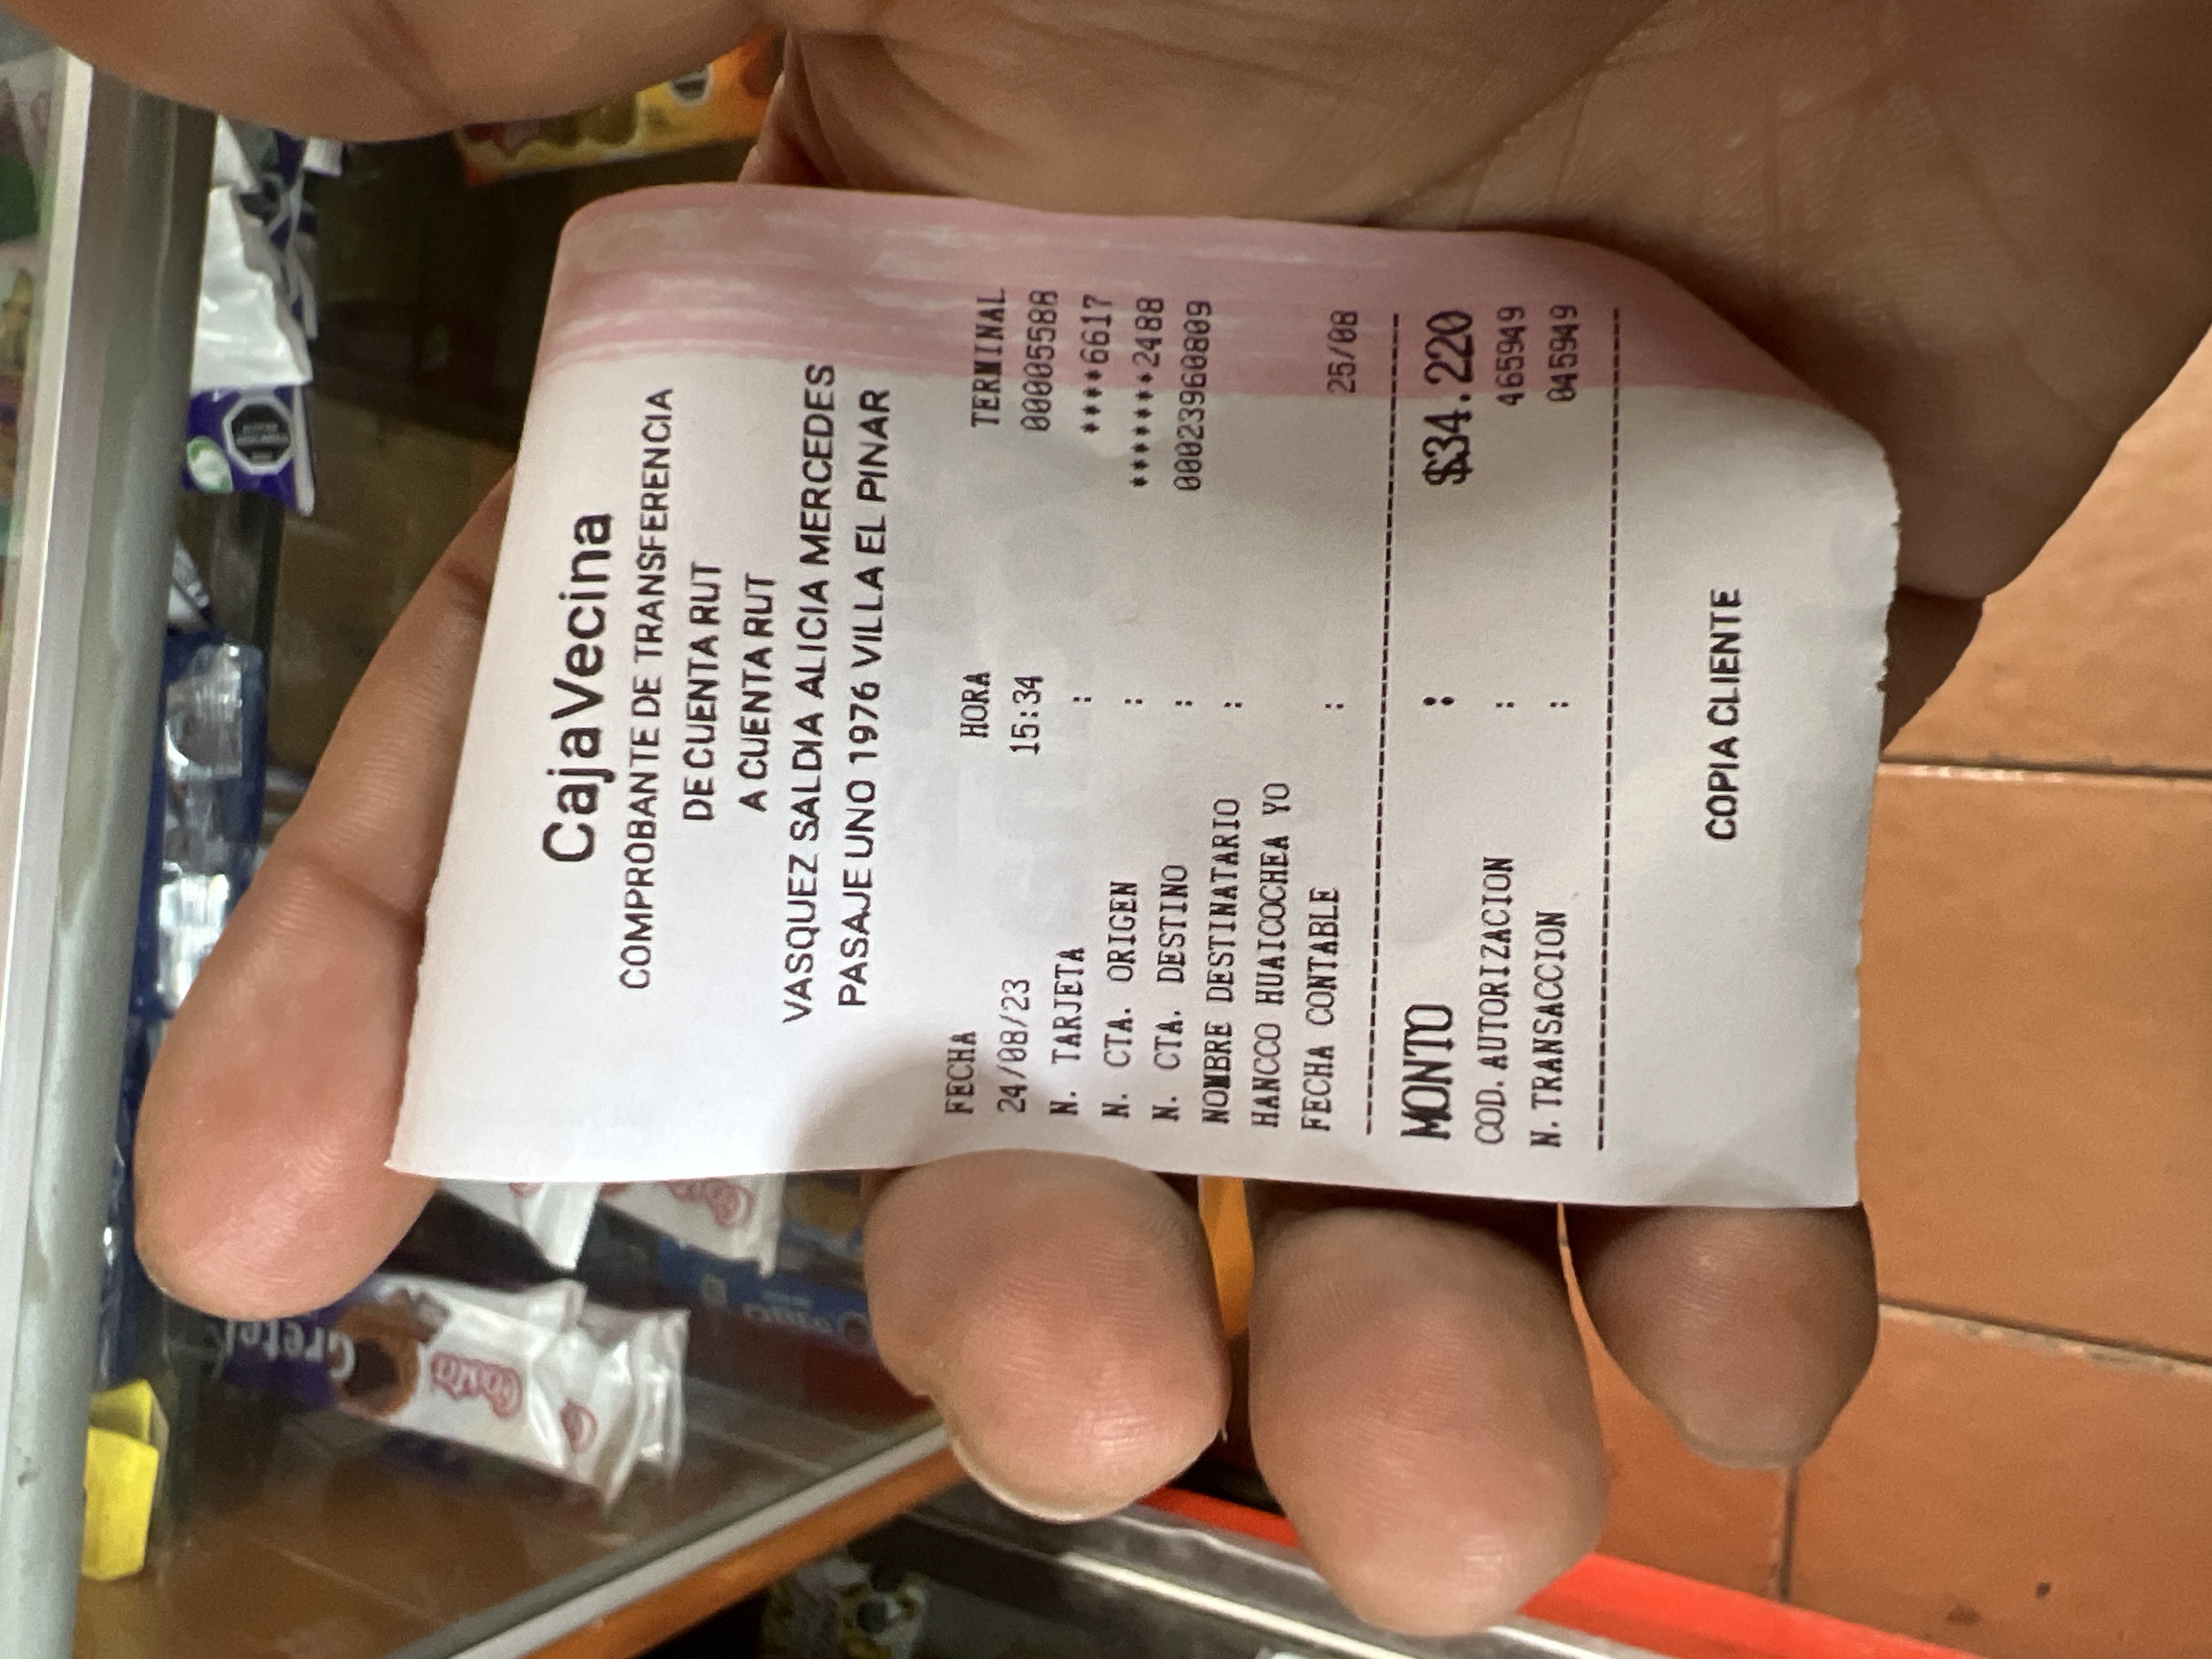 Gretel
Costa
CajaVecina
COMPROBANTE DE TRANSFERENCIA
DE CUENTA RUT
A CUENTA RUT
VASQUEZ SALDIA ALICIA MERCEDES
PASAJE UNO 1976 VILLA EL PINAR
FECHA HORA TERMINAL
24/08/23 15:34 00005588
N. TARJETA : ****6617
N. CTA. ORIGEN : *******2488
N. CTA. DESTINO : 00023960809
NOMBRE DESTINATARIO :
HANCCO HUAICOCHEA YO
FECHA CONTABLE : 25/08
MONTO : $34.220
COD. AUTORIZACION : 465949
N. TRANSACCION : 045949
COPIA CLIENTE